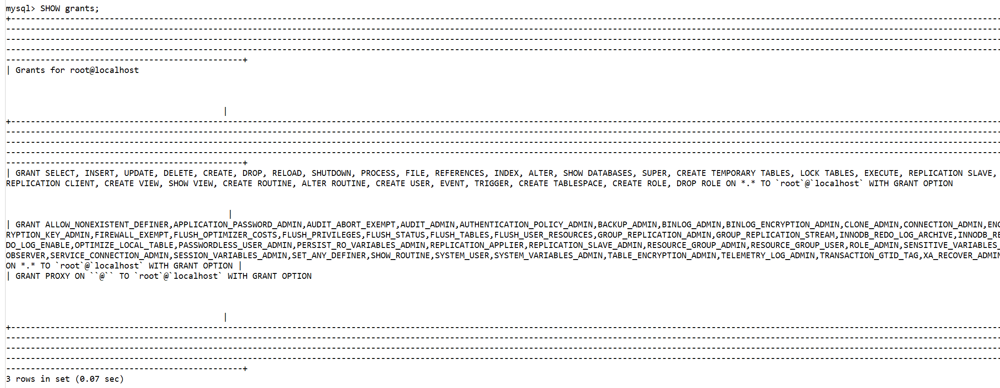 mysql> SHOW grants;
+----------------------------------------------------------------------------------------------------------------------------------------------------------------------------------------------------------
-----------------------------------------------------------------------------------------------------------------------------------------------------------------------------------------------------------
-----------------------------------------------------------------------------------------------------------------------------------------------------------------------------------------------------------
-----------------------------------------------------------------------------------------------------------------------------------------------------------------------------------------------------------
------------------------------------------------+
| Grants for root@localhost
|
+----------------------------------------------------------------------------------------------------------------------------------------------------------------------------------------------------------
-----------------------------------------------------------------------------------------------------------------------------------------------------------------------------------------------------------
-----------------------------------------------------------------------------------------------------------------------------------------------------------------------------------------------------------
-----------------------------------------------------------------------------------------------------------------------------------------------------------------------------------------------------------
------------------------------------------------+
| GRANT SELECT, INSERT, UPDATE, DELETE, CREATE, DROP, RELOAD, SHUTDOWN, PROCESS, FILE, REFERENCES, INDEX, ALTER, SHOW DATABASES, SUPER, CREATE TEMPORARY TABLES, LOCK TABLES, EXECUTE, REPLICATION SLAVE,
REPLICATION CLIENT, CREATE VIEW, SHOW VIEW, CREATE ROUTINE, ALTER ROUTINE, CREATE USER, EVENT, TRIGGER, CREATE TABLESPACE, CREATE ROLE, DROP ROLE ON *.* TO `root`@`localhost` WITH GRANT OPTION
|
| GRANT ALLOW_NONEXISTENT_DEFINER,APPLICATION_PASSWORD_ADMIN,AUDIT_ABORT_EXEMPT,AUDIT_ADMIN,AUTHENTICATION_POLICY_ADMIN,BACKUP_ADMIN,BINLOG_ADMIN,BINLOG_ENCRYPTION_ADMIN,CLONE_ADMIN,CONNECTION_ADMIN,ENC
RYPTION_KEY_ADMIN,FIREWALL_EXEMPT,FLUSH_OPTIMIZER_COSTS,FLUSH_PRIVILEGES,FLUSH_STATUS,FLUSH_TABLES,FLUSH_USER_RESOURCES,GROUP_REPLICATION_ADMIN,GROUP_REPLICATION_STREAM,INNODB_REDO_LOG_ARCHIVE,INNODB_RE
DO_LOG_ENABLE,OPTIMIZE_LOCAL_TABLE,PASSWORDLESS_USER_ADMIN,PERSIST_RO_VARIABLES_ADMIN,REPLICATION_APPLIER,REPLICATION_SLAVE_ADMIN,RESOURCE_GROUP_ADMIN,RESOURCE_GROUP_USER,ROLE_ADMIN,SENSITIVE_VARIABLES_
OBSERVER,SERVICE_CONNECTION_ADMIN,SESSION_VARIABLES_ADMIN,SET_ANY_DEFINER,SHOW_ROUTINE,SYSTEM_USER,SYSTEM_VARIABLES_ADMIN,TABLE_ENCRYPTION_ADMIN,TELEMETRY_LOG_ADMIN,TRANSACTION_GTID_TAG,XA_RECOVER_ADMIN
ON *.* TO `root`@`localhost` WITH GRANT OPTION |
| GRANT PROXY ON ``@`` TO `root`@`localhost` WITH GRANT OPTION
|
+----------------------------------------------------------------------------------------------------------------------------------------------------------------------------------------------------------
-----------------------------------------------------------------------------------------------------------------------------------------------------------------------------------------------------------
-----------------------------------------------------------------------------------------------------------------------------------------------------------------------------------------------------------
-----------------------------------------------------------------------------------------------------------------------------------------------------------------------------------------------------------
------------------------------------------------+
3 rows in set (0.07 sec)